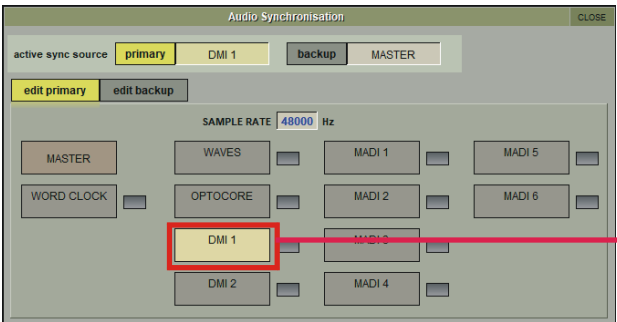 Audio Synchronisation CLOSE
active sync source primary DMI 1 backup MASTER
edit primary edit backup
SAMPLE RATE 48000 Hz
MASTER WAVES MADI 1 MADI 5
WORD CLOCK OPTOCORE MADI 2 MADI 6
DMI 1 MADI 3
DMI 2 MADI 4